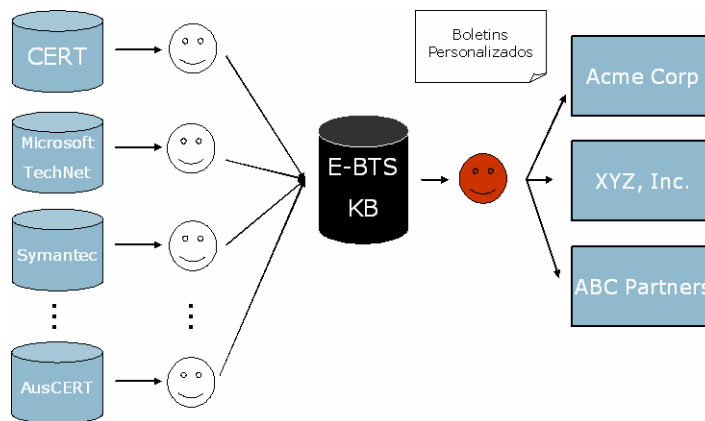 CERT
Microsoft
TechNet
Symantec
AusCERT
E-BTS
KB
Boletins
Personalizados
Acme Corp
XYZ, Inc.
ABC Partners